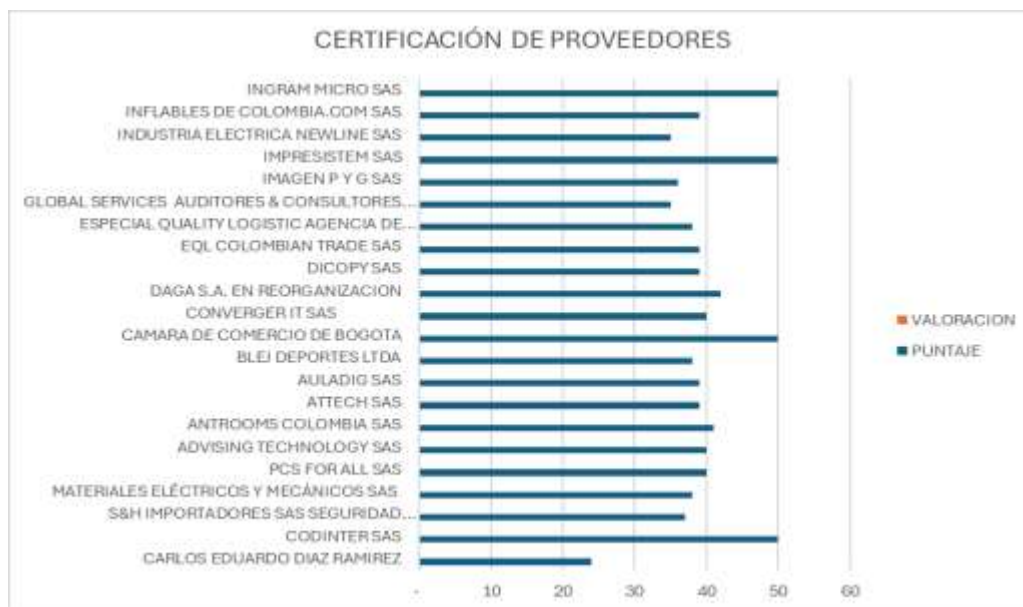 CERTIFICACIÓN DE PROVEEDORES
INGRAM MICRO SAS
INFLABLES DE COLOMBIA.COM SAS
INDUSTRIA ELECTRICA NEWLINE SAS
IMPRESISTEM SAS
IMAGEN P Y G SAS
GLOBAL SERVICES AUDITORES & CONSULTORES...
ESPECIAL QUALITY LOGISTIC AGENCIA DE...
EQL COLOMBIAN TRADE SAS
DICOPY SAS
DAGA S.A. EN REORGANIZACION
CONVERGER IT SAS
CAMARA DE COMERCIO DE BOGOTA
BLEJ DEPORTES LTDA
AULADIG SAS
ATTECH SAS
ANTROOMS COLOMBIA SAS
ADVISING TECHNOLOGY SAS
PCS FOR ALL SAS
MATERIALES ELÉCTRICOS Y MECÁNICOS SAS
S&H IMPORTADORES SAS SEGURIDAD...
CODINTER SAS
CARLOS EDUARDO DIAZ RAMIREZ
- 10 20 30 40 50 60
VALORACION
PUNTAJE